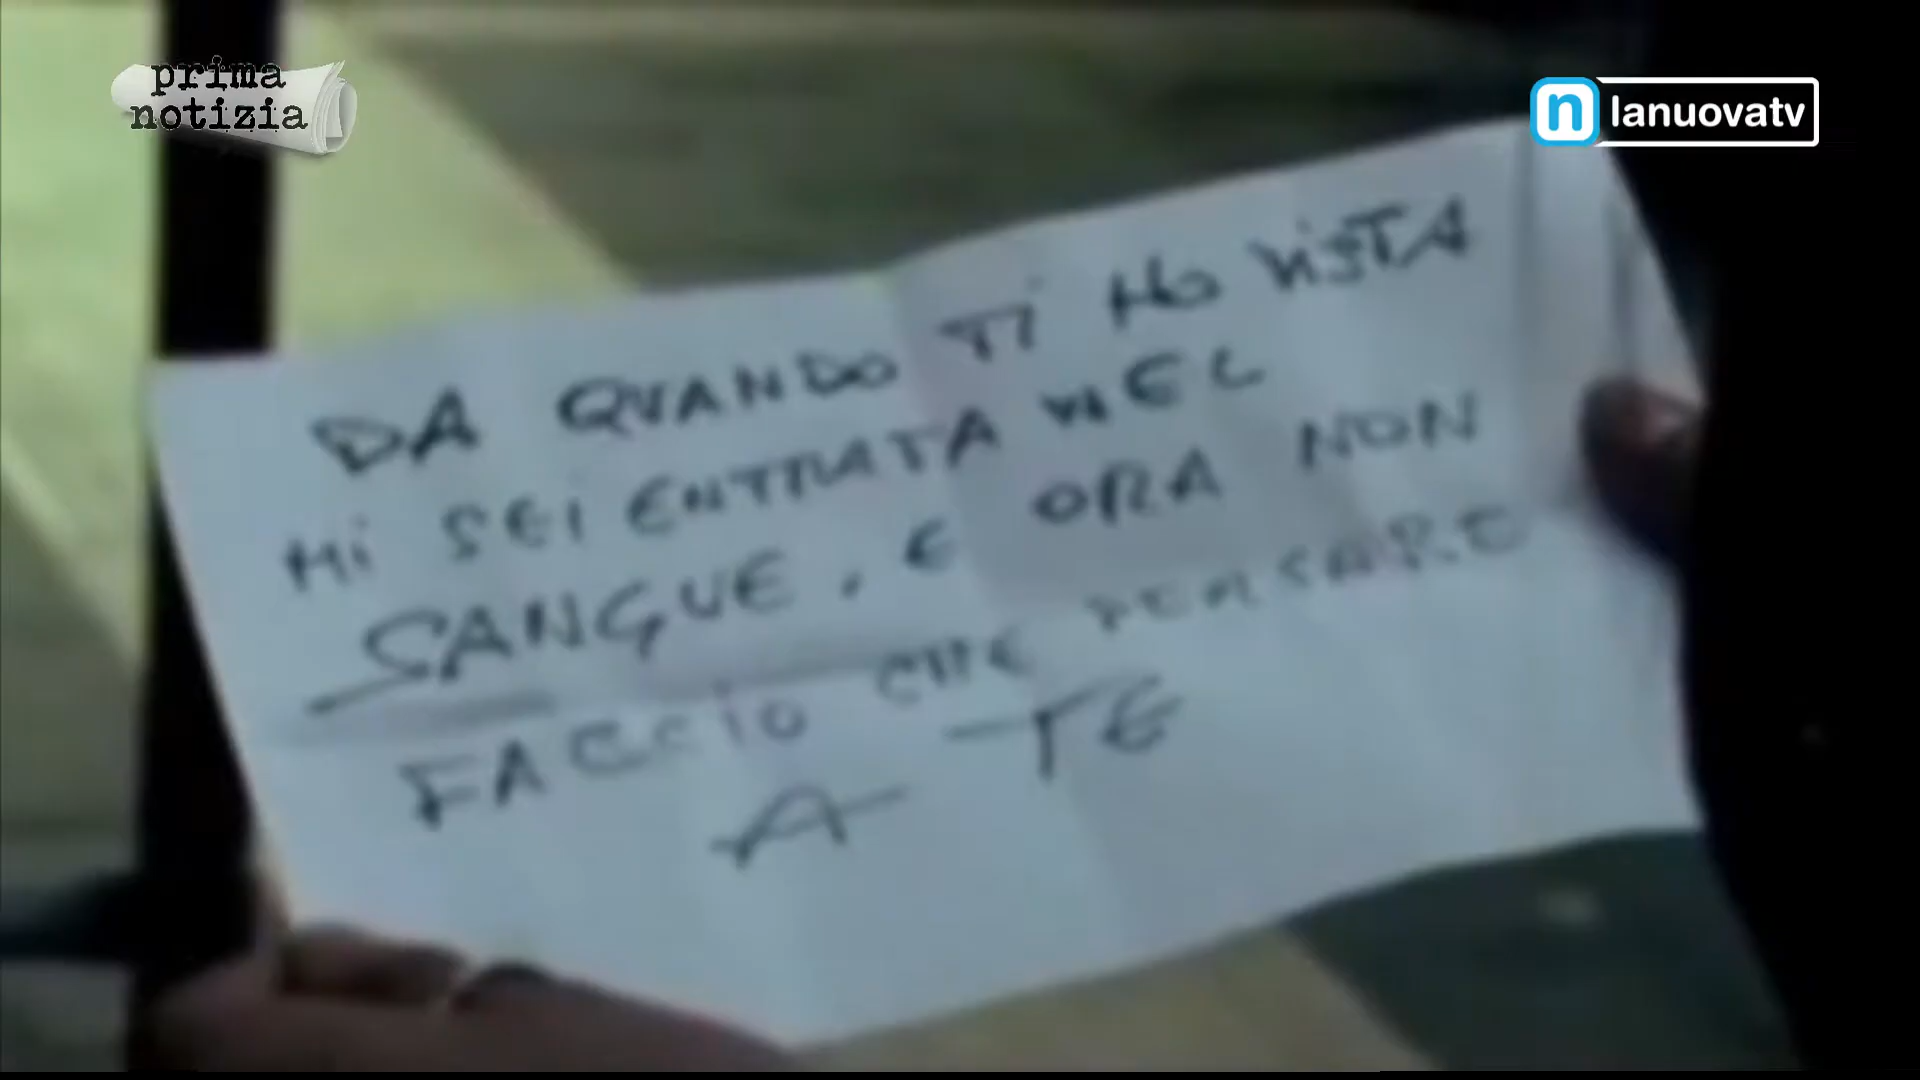 prima
notizia
n lanuovatv
DA QUANDO TI HO VISTA
Mi SEi ENTRATA NEL
SANGUE, E ORA NON
FACCiO CHE PENSARE
A TE